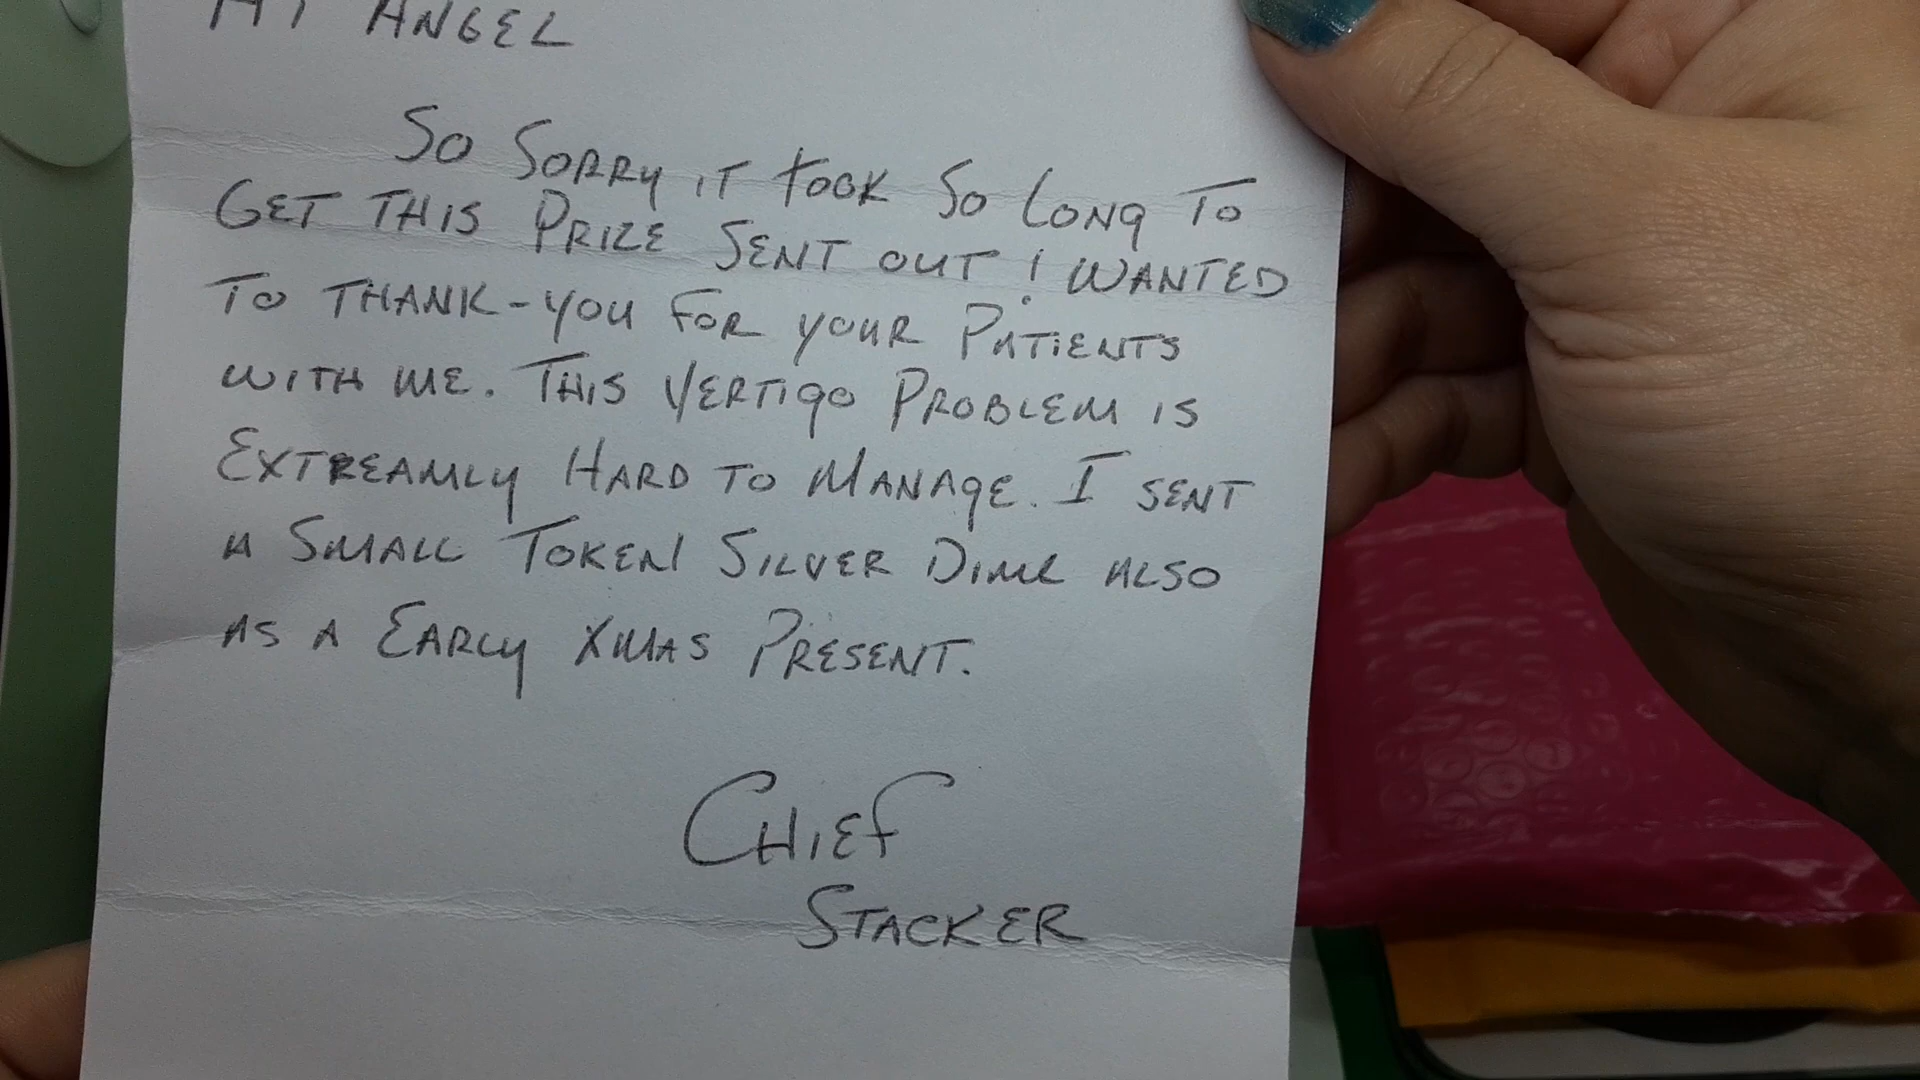 ANGEL
So SORRY IT took So LONG TO
GET THIS PRIZE SENT OUT! WANTED
TO THANK-YOU FOR YOUR PATIENTS
WITH ME. THIS VERTIGO PROBLEM IS
EXTREAMLY HARD TO MANAGE. I SENT
A SMALL TOKEN SILVER DIME ALSO
AS A EARLY XMAS PRESENT.
CHIEF
STACKER